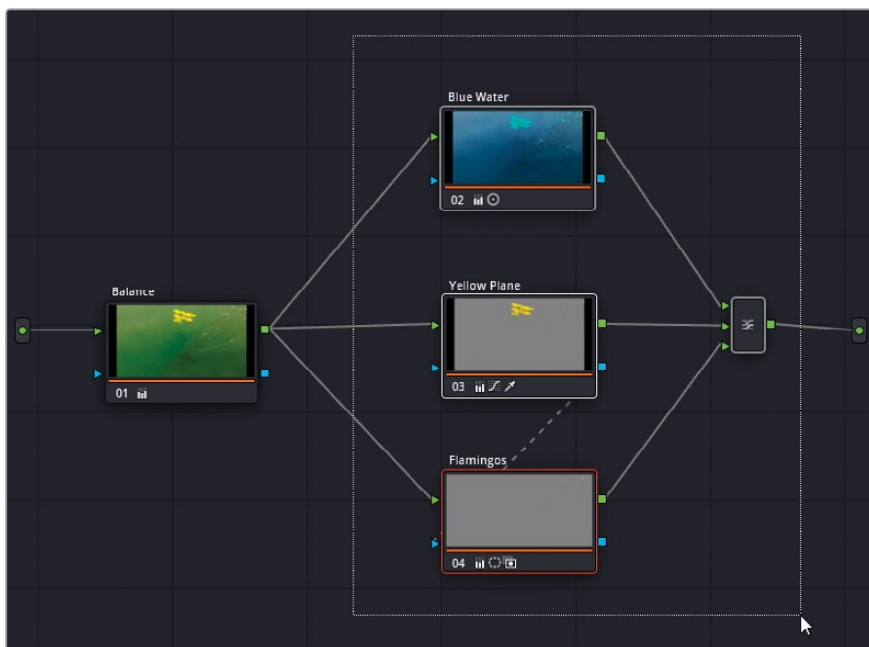 Blue Water
02
Yellow Plane
Balance
03
01
Flamingos
04